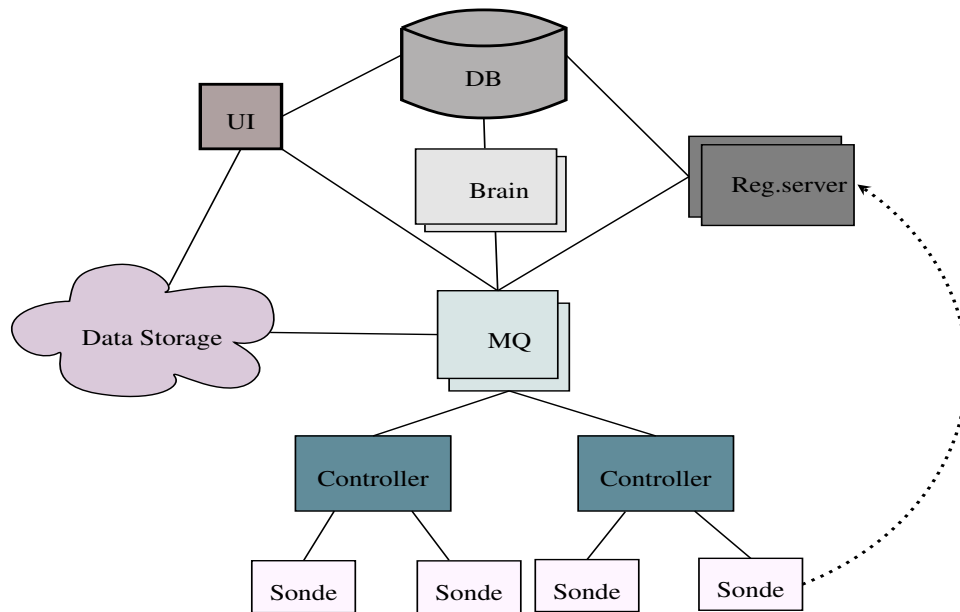 DB
UI
Brain
Reg.server
Data Storage
MQ
Controller
Controller
Sonde
Sonde
Sonde
Sonde